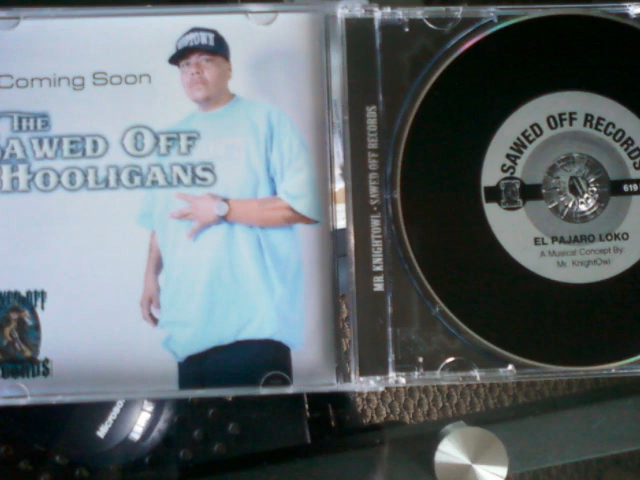 Coming Soon
THE
SAWED OFF
HOOLIGANS
MR. KNIGHTOWL • SAWED OFF RECORDS
SAWED OFF RECORDS
619
EL PAJARO LOKO
A Musical Concept By
Mr. KnightOwl
Microsoft